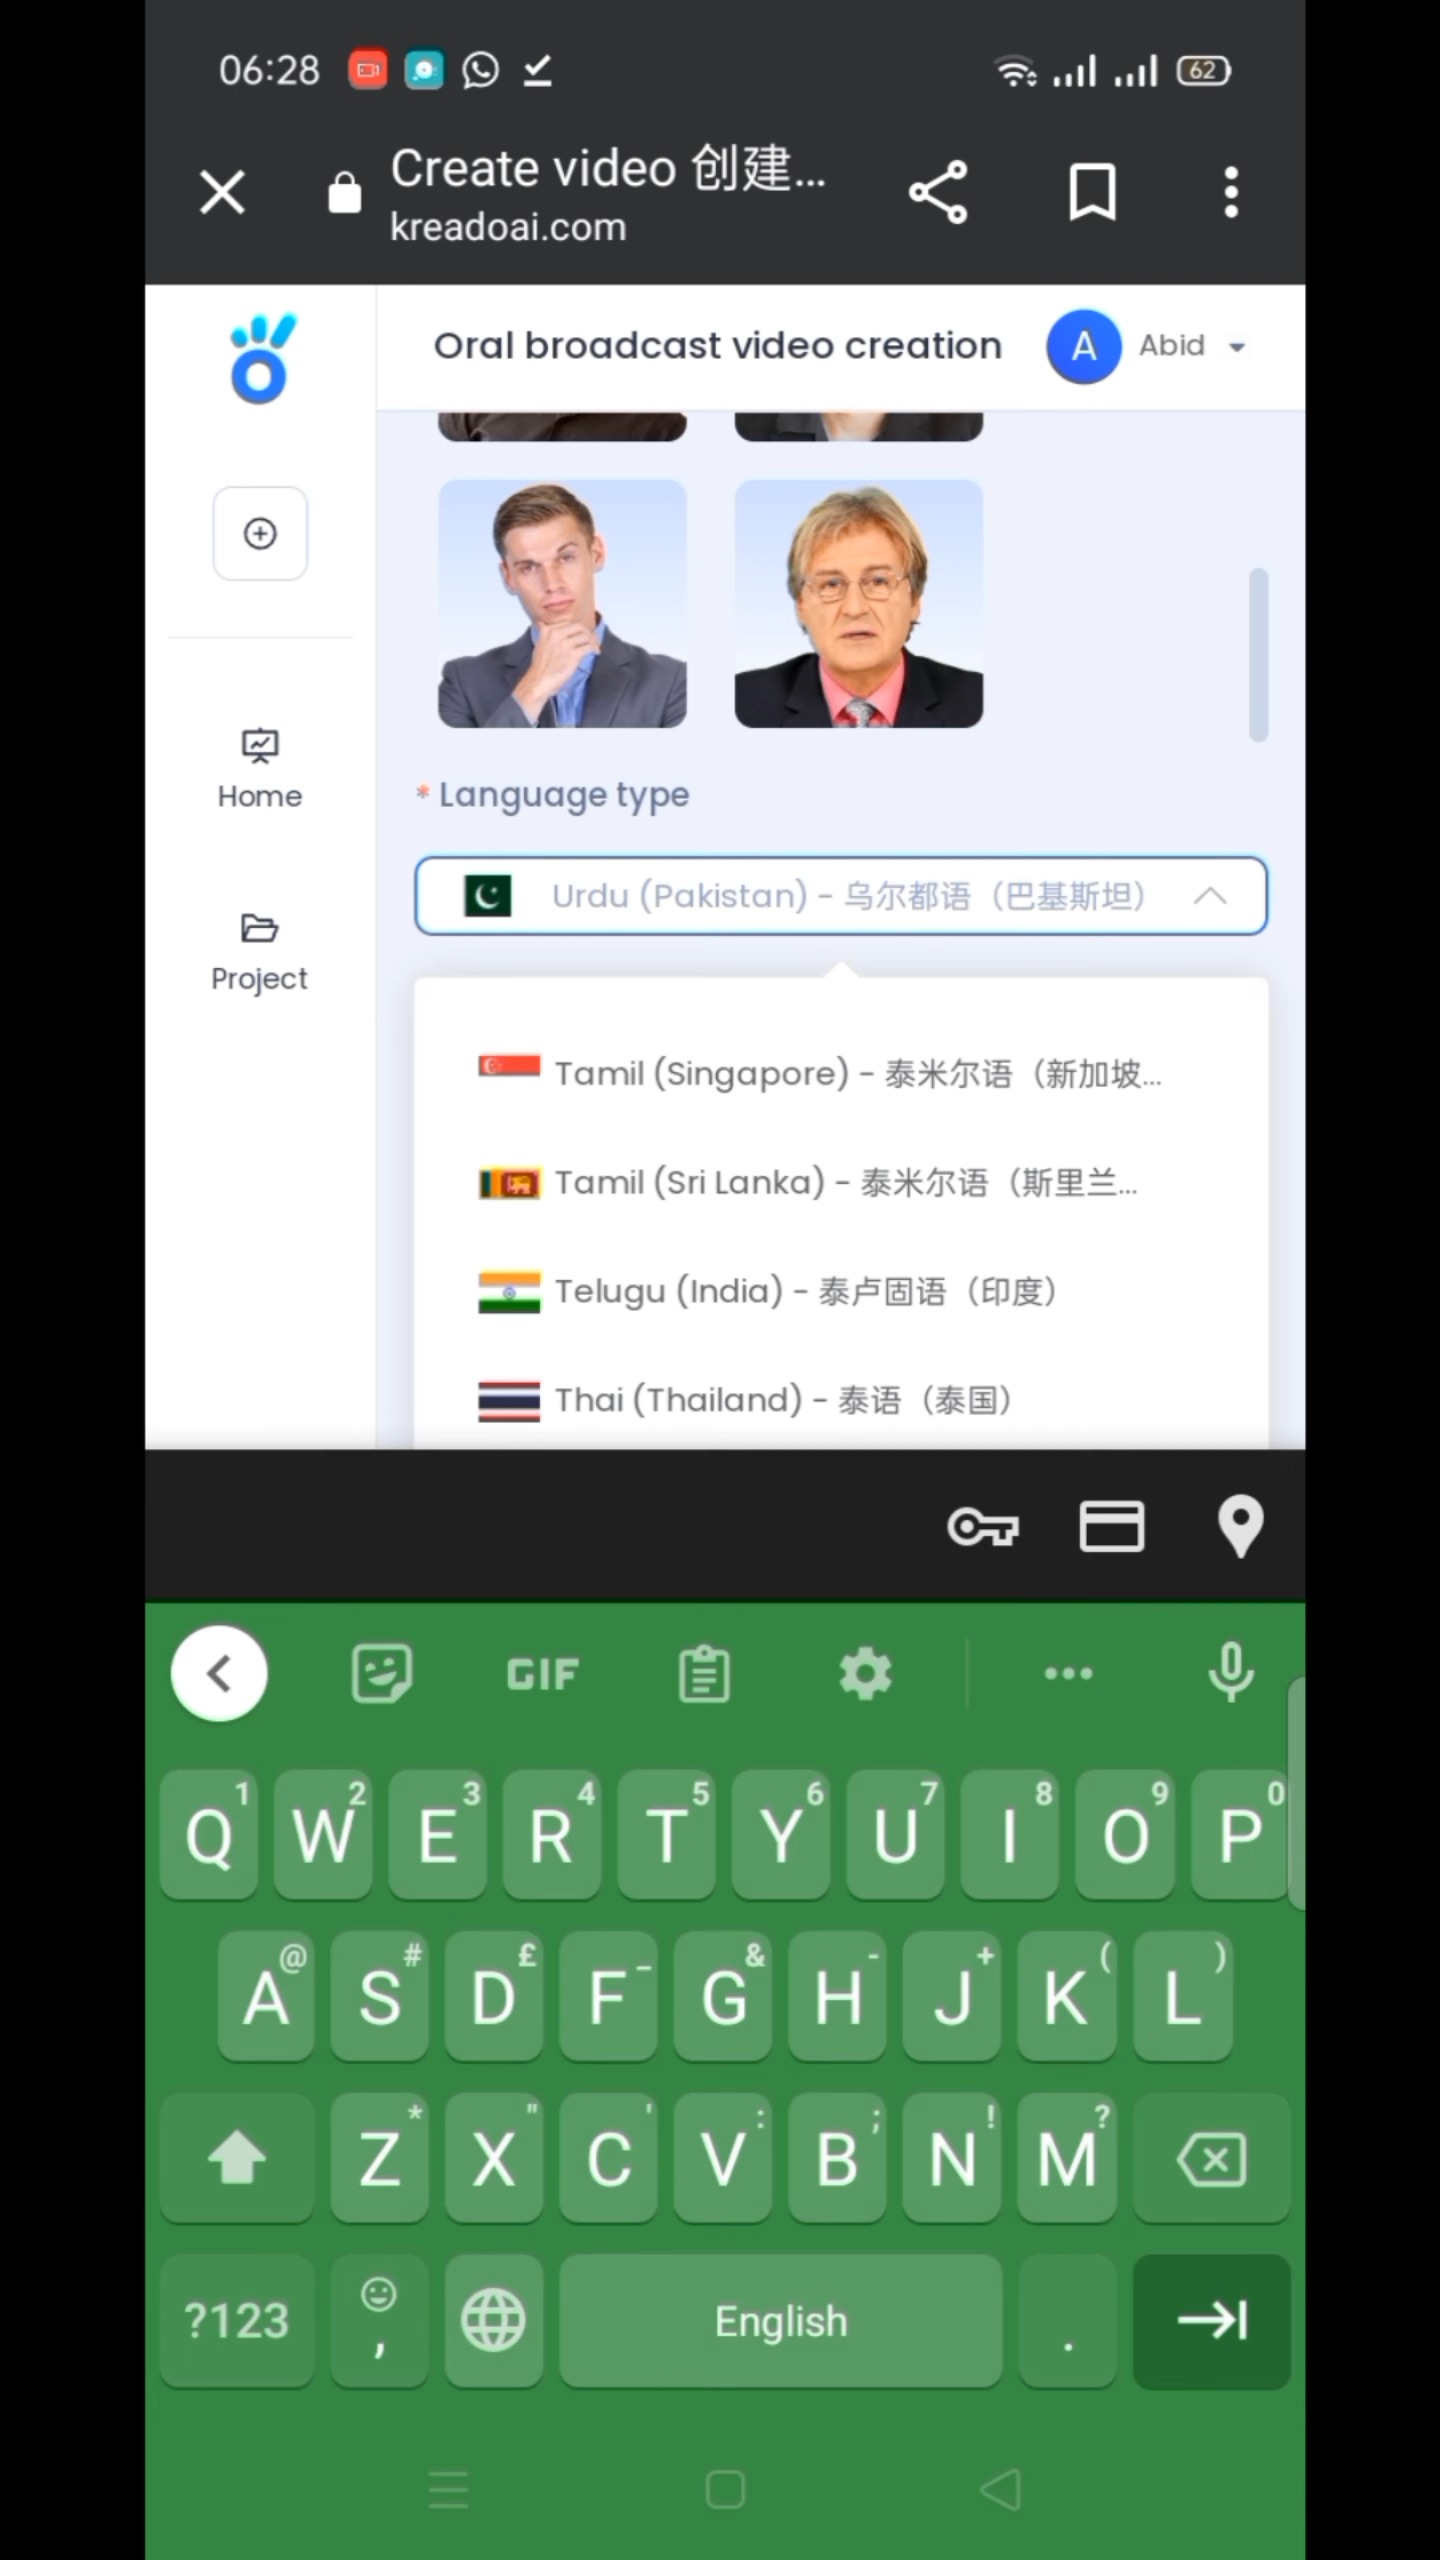 06:28
62
Create video 创建...
kreadoai.com
Oral broadcast video creation
A
Abid
Home
Project
* Language type
Urdu (Pakistan) - 乌尔都语（巴基斯坦）
Tamil (Singapore) - 泰米尔语（新加坡...
Tamil (Sri Lanka) - 泰米尔语（斯里兰...
Telugu (India) - 泰卢固语（印度）
Thai (Thailand) - 泰语（泰国）
GIF
1 2 3 4 5 6 7 8 9 0
Q W E R T Y U I O P
@ # £ _ & - + ( )
A S D F G H J K L
* " ' : ; ! ?
Z X C V B N M
?123 , English .